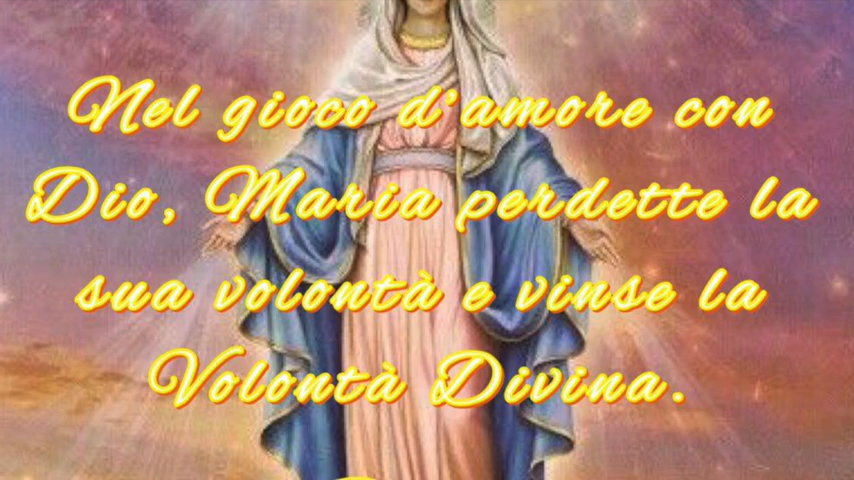 Nel gioco d'amore con
Dio, Maria perdette la
sua volontà e vinse la
Volontà Divina.